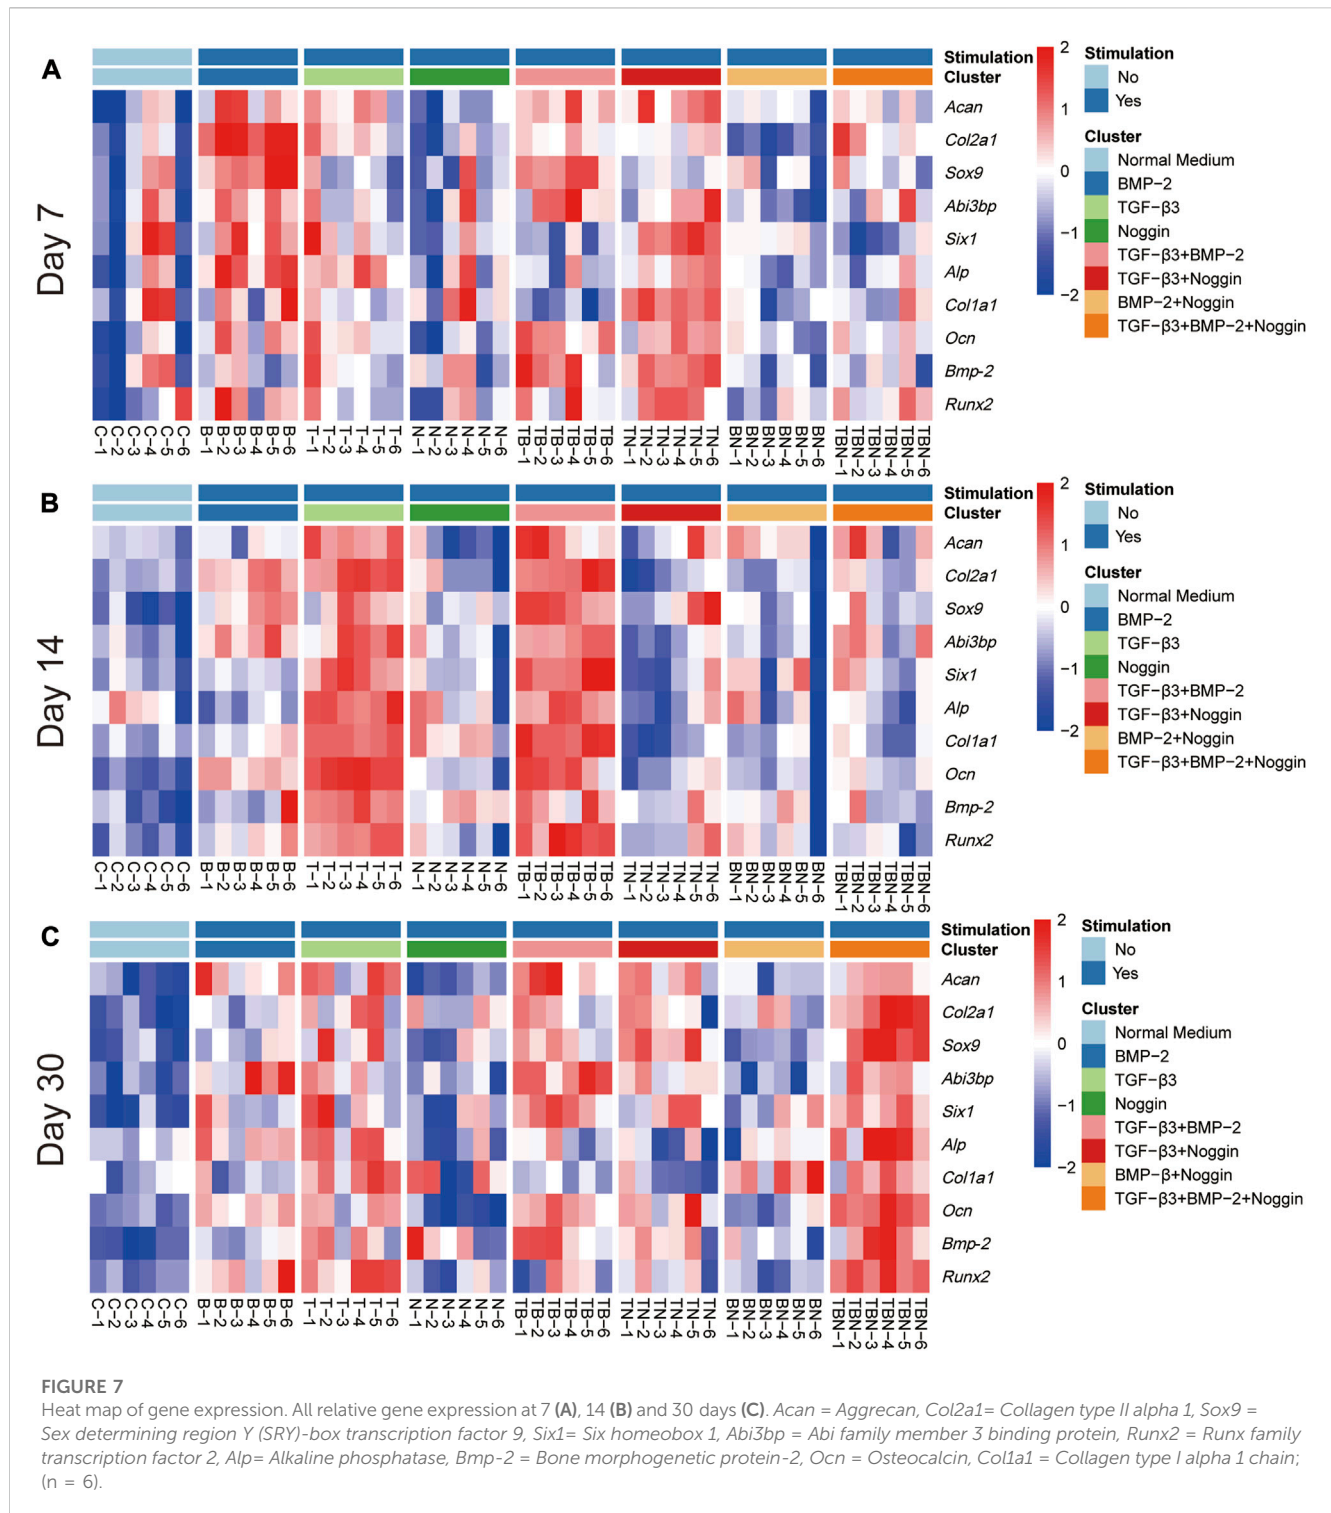 A
Day 7
Stimulation
Cluster
Acan
Col2a1
Sox9
Abi3bp
Six1
Alp
Col1a1
Ocn
Bmp-2
Runx2
C-1 C-2 C-3 C-4 C-5 C-6 B-1 B-2 B-3 B-4 B-5 B-6 T-1 T-2 T-3 T-4 T-5 T-6 N-1 N-2 N-3 N-4 N-5 N-6 TB-1 TB-2 TB-3 TB-4 TB-5 TB-6 TN-1 TN-2 TN-3 TN-4 TN-5 TN-6 BN-1 BN-2 BN-3 BN-4 BN-5 BN-6 TBN-1 TBN-2 TBN-3 TBN-4 TBN-5 TBN-6
2
1
0
-1
-2
Stimulation
No
Yes
Cluster
Normal Medium
BMP-2
TGF-β3
Noggin
TGF-β3+BMP-2
TGF-β3+Noggin
BMP-2+Noggin
TGF-β3+BMP-2+Noggin
B
Day 14
Stimulation
Cluster
Acan
Col2a1
Sox9
Abi3bp
Six1
Alp
Col1a1
Ocn
Bmp-2
Runx2
C-1 C-2 C-3 C-4 C-5 C-6 B-1 B-2 B-3 B-4 B-5 B-6 T-1 T-2 T-3 T-4 T-5 T-6 N-1 N-2 N-3 N-4 N-5 N-6 TB-1 TB-2 TB-3 TB-4 TB-5 TB-6 TN-1 TN-2 TN-3 TN-4 TN-5 TN-6 BN-1 BN-2 BN-3 BN-4 BN-5 BN-6 TBN-1 TBN-2 TBN-3 TBN-4 TBN-5 TBN-6
2
1
0
-1
-2
Stimulation
No
Yes
Cluster
Normal Medium
BMP-2
TGF-β3
Noggin
TGF-β3+BMP-2
TGF-β3+Noggin
BMP-2+Noggin
TGF-β3+BMP-2+Noggin
C
Day 30
Stimulation
Cluster
Acan
Col2a1
Sox9
Abi3bp
Six1
Alp
Col1a1
Ocn
Bmp-2
Runx2
C-1 C-2 C-3 C-4 C-5 C-6 B-1 B-2 B-3 B-4 B-5 B-6 T-1 T-2 T-3 T-4 T-5 T-6 N-1 N-2 N-3 N-4 N-5 N-6 TB-1 TB-2 TB-3 TB-4 TB-5 TB-6 TN-1 TN-2 TN-3 TN-4 TN-5 TN-6 BN-1 BN-2 BN-3 BN-4 BN-5 BN-6 TBN-1 TBN-2 TBN-3 TBN-4 TBN-5 TBN-6
2
1
0
-1
-2
Stimulation
No
Yes
Cluster
Normal Medium
BMP-2
TGF-β3
Noggin
TGF-β3+BMP-2
TGF-β3+Noggin
BMP-β+Noggin
TGF-β3+BMP-2+Noggin
FIGURE 7
Heat map of gene expression. All relative gene expression at 7 (A), 14 (B) and 30 days (C). Acan = Aggrecan, Col2a1= Collagen type II alpha 1, Sox9 =
Sex determining region Y (SRY)-box transcription factor 9, Six1= Six homeobox 1, Abi3bp = Abi family member 3 binding protein, Runx2 = Runx family
transcription factor 2, Alp= Alkaline phosphatase, Bmp-2 = Bone morphogenetic protein-2, Ocn = Osteocalcin, Col1a1 = Collagen type I alpha 1 chain;
(n = 6).